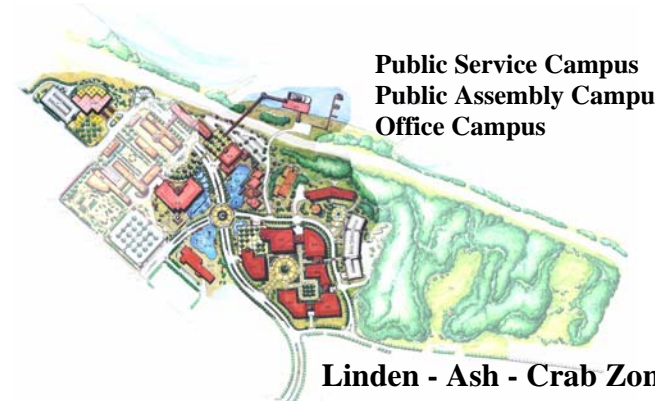 Public Service Campus
Public Assembly Campu
Office Campus
Linden - Ash - Crab Zon